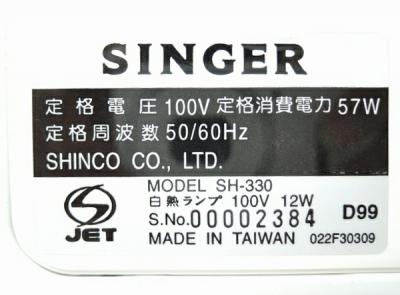 SINGER
定格電圧100V 定格消費電力57W
定格周波数50/60Hz
SHINCO CO., LTD.
MODEL SH-330
白熱ランプ 100V 12W
S.No.00002384 D99
JET
MADE IN TAIWAN 022F30309